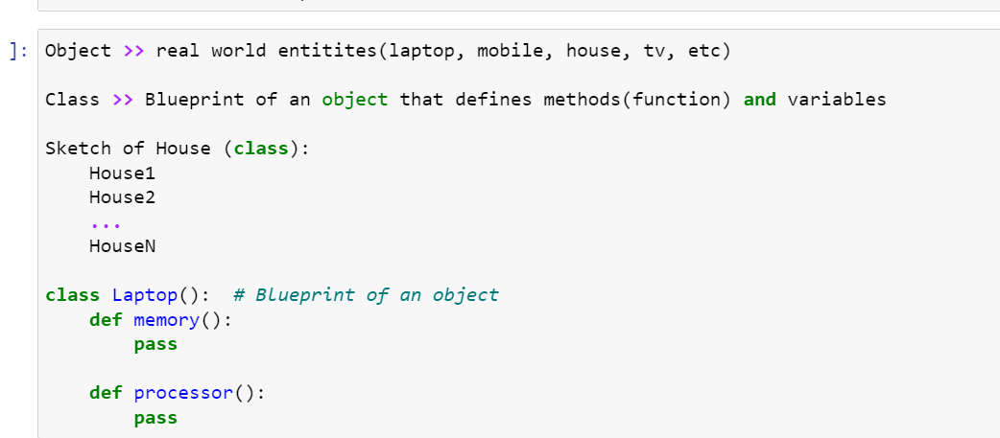 ]:
Object >> real world entitites(laptop, mobile, house, tv, etc)
Class >> Blueprint of an object that defines methods(function) and variables
Sketch of House (class):
House1
House2
...
HouseN
class Laptop():  # Blueprint of an object
def memory():
pass
def processor():
pass